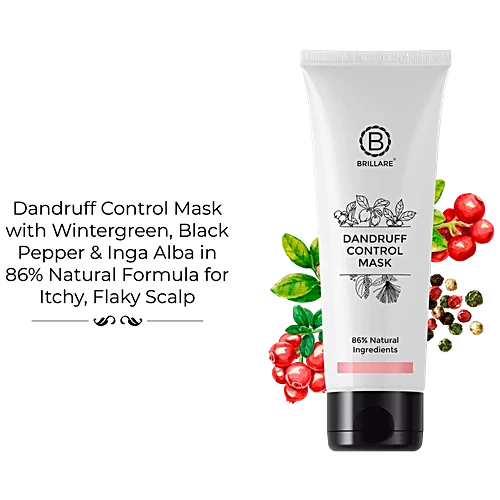 Dandruff Control Mask
with Wintergreen, Black
Pepper & Inga Alba in
86% Natural Formula for
Itchy, Flaky Scalp
B
BRILLARE®
DANDRUFF
CONTROL
MASK
86% Natural
Ingredients